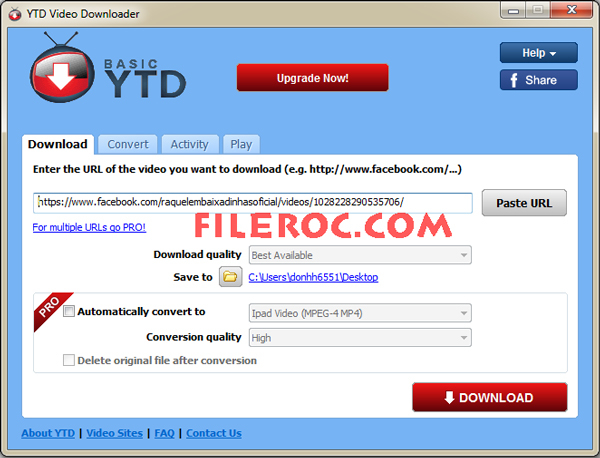 YTD Video Downloader
BASIC
YTD
Upgrade Now!
Help
f Share
Download Convert Activity Play
Enter the URL of the video you want to download (e.g. http://www.facebook.com/...)
https://www.facebook.com/raquelembaixadinhasoficial/videos/1028228290535706/
Paste URL
For multiple URLs go PRO!
FILEROC.COM
Download quality Best Available
Save to C:\Users\donhh6551\Desktop
PRO
Automatically convert to Ipad Video (MPEG-4 MP4)
Conversion quality High
Delete original file after conversion
DOWNLOAD
About YTD | Video Sites | FAQ | Contact Us